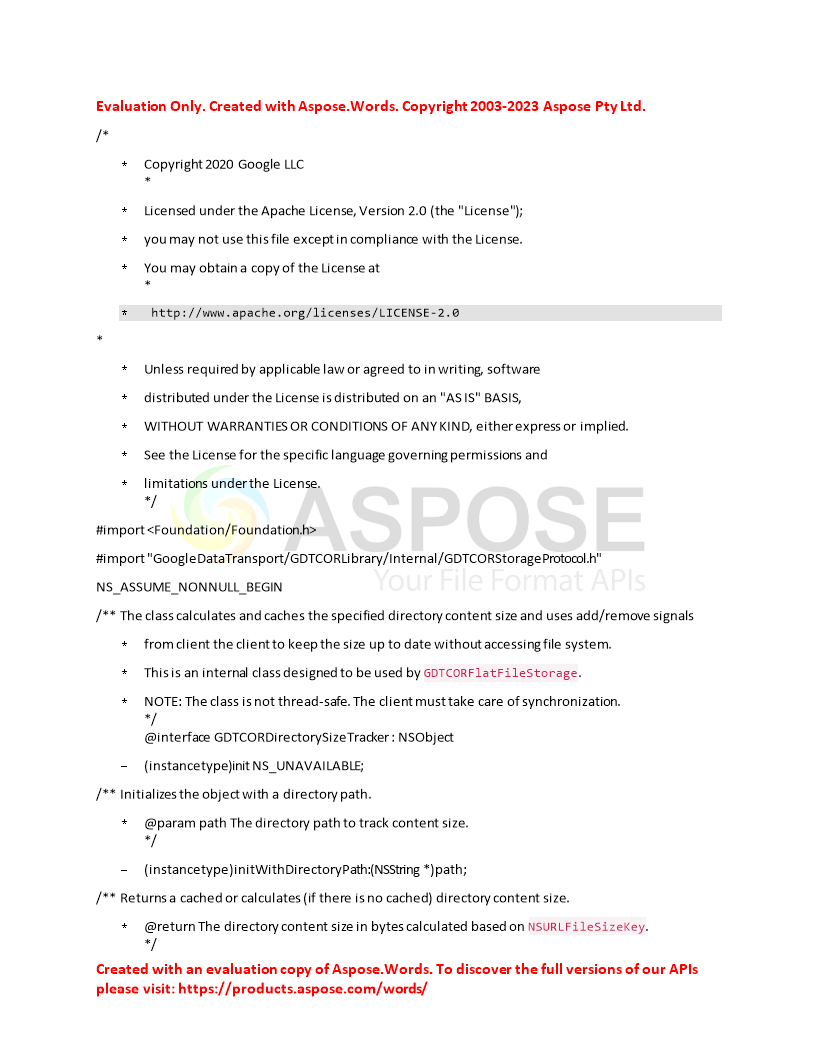 Evaluation Only. Created with Aspose.Words. Copyright 2003-2023 Aspose Pty Ltd.
/*
* Copyright 2020 Google LLC
*
* Licensed under the Apache License, Version 2.0 (the "License");
* you may not use this file except in compliance with the License.
* You may obtain a copy of the License at
*
* http://www.apache.org/licenses/LICENSE-2.0
*
* Unless required by applicable law or agreed to in writing, software
* distributed under the License is distributed on an "AS IS" BASIS,
* WITHOUT WARRANTIES OR CONDITIONS OF ANY KIND, either express or implied.
* See the License for the specific language governing permissions and
* limitations under the License.
*/
ASPOSE
#import <Foundation/Foundation.h>
#import "GoogleDataTransport/GDTCORLibrary/Internal/GDTCORStorageProtocol.h"
Your File Format APIs
NS_ASSUME_NONNULL_BEGIN
/** The class calculates and caches the specified directory content size and uses add/remove signals
* from client the client to keep the size up to date without accessing file system.
* This is an internal class designed to be used by GDTCORFlatFileStorage.
* NOTE: The class is not thread-safe. The client must take care of synchronization.
*/
@interface GDTCORDirectorySizeTracker : NSObject
– (instancetype)init NS_UNAVAILABLE;
/** Initializes the object with a directory path.
* @param path The directory path to track content size.
*/
– (instancetype)initWithDirectoryPath:(NSString *)path;
/** Returns a cached or calculates (if there is no cached) directory content size.
* @return The directory content size in bytes calculated based on NSURLFileSizeKey.
*/
Created with an evaluation copy of Aspose.Words. To discover the full versions of our APIs
please visit: https://products.aspose.com/words/